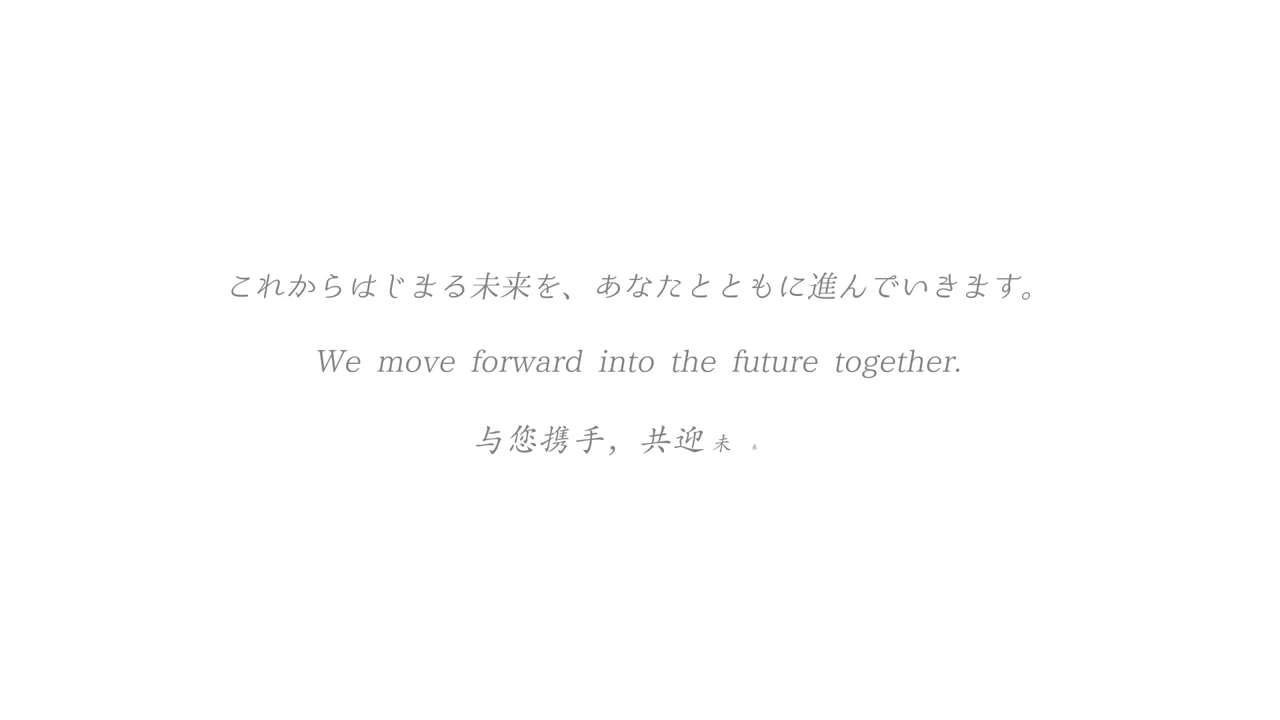 これからはじまる未来を、あなたとともに進んでいきます。
We move forward into the future together.
与您携手，共迎未